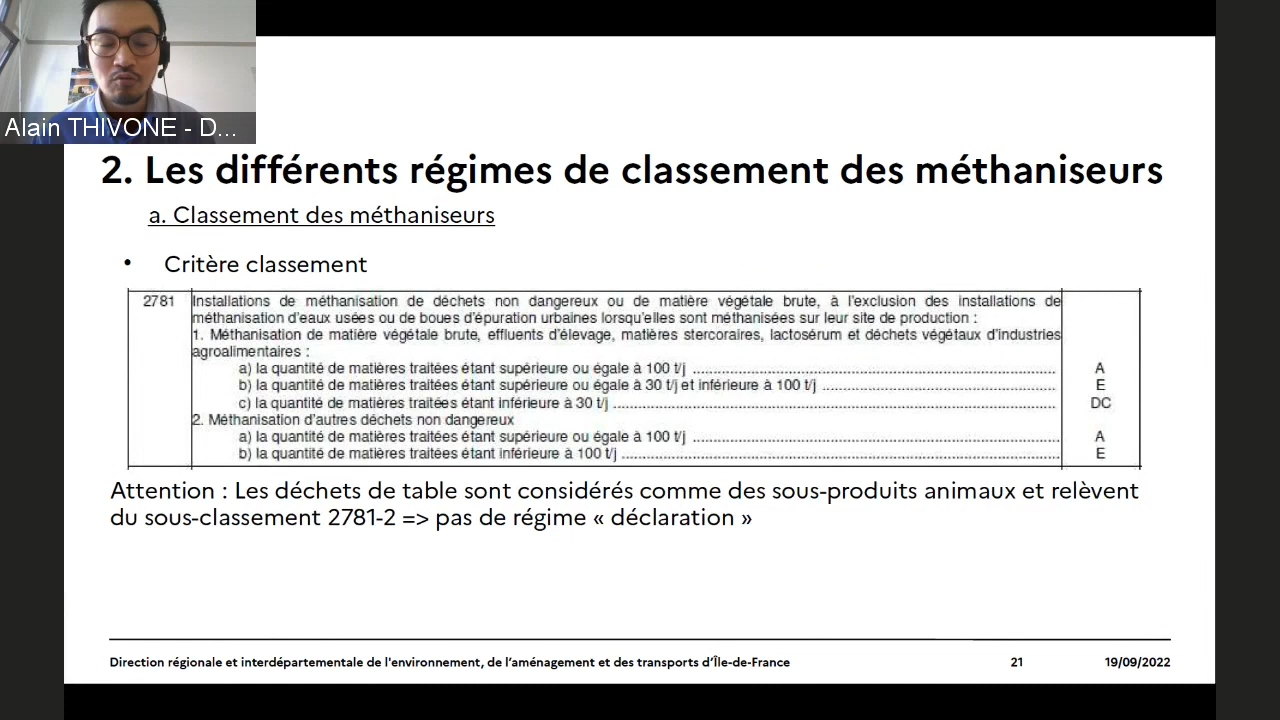 Alain THIVONE - D...
2. Les différents régimes de classement des méthaniseurs
a. Classement des méthaniseurs
• Critère classement
2781 Installations de méthanisation de déchets non dangereux ou de matière végétale brute, à l'exclusion des installations de
méthanisation d'eaux usées ou de boues d'épuration urbaines lorsqu'elles sont méthanisées sur leur site de production :
1. Méthanisation de matière végétale brute, effluents d'élevage, matières stercoraires, lactosérum et déchets végétaux d'industries
agroalimentaires :
a) la quantité de matières traitées étant supérieure ou égale à 100 t/j ........ A
b) la quantité de matières traitées étant supérieure ou égale à 30 t/j et inférieure à 100 t/j ........ E
c) la quantité de matières traitées étant inférieure à 30 t/j ........ DC
2. Méthanisation d'autres déchets non dangereux
a) la quantité de matières traitées étant supérieure ou égale à 100 t/j ........ A
b) la quantité de matières traitées étant inférieure à 100 t/j ........ E
Attention : Les déchets de table sont considérés comme des sous-produits animaux et relèvent
du sous-classement 2781-2 => pas de régime « déclaration »
Direction régionale et interdépartementale de l'environnement, de l'aménagement et des transports d'Île-de-France 21 19/09/2022